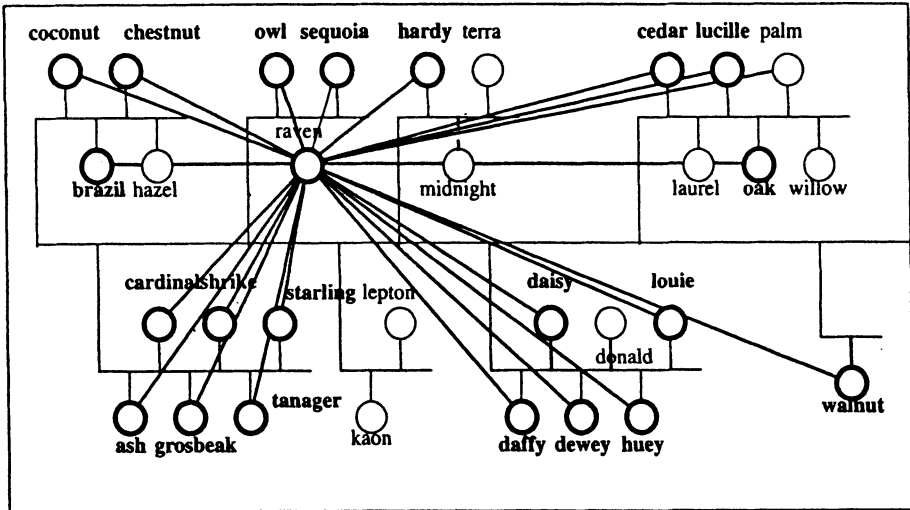 coconut chestnut owl sequoia hardy terra cedar lucille palm
raven
brazil hazel midnight laurel oak willow
cardinal shrike starling lepton daisy louie
donald
tanager walnut
ash grosbeak kaon daffy dewey huey